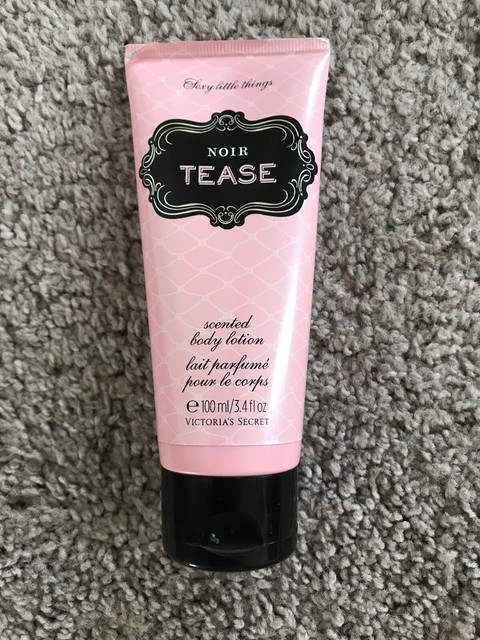 Sexy little things
NOIR
TEASE
scented
body lotion
lait parfumé
pour le corps
℮ 100 ml/3.4 fl oz
VICTORIA'S SECRET